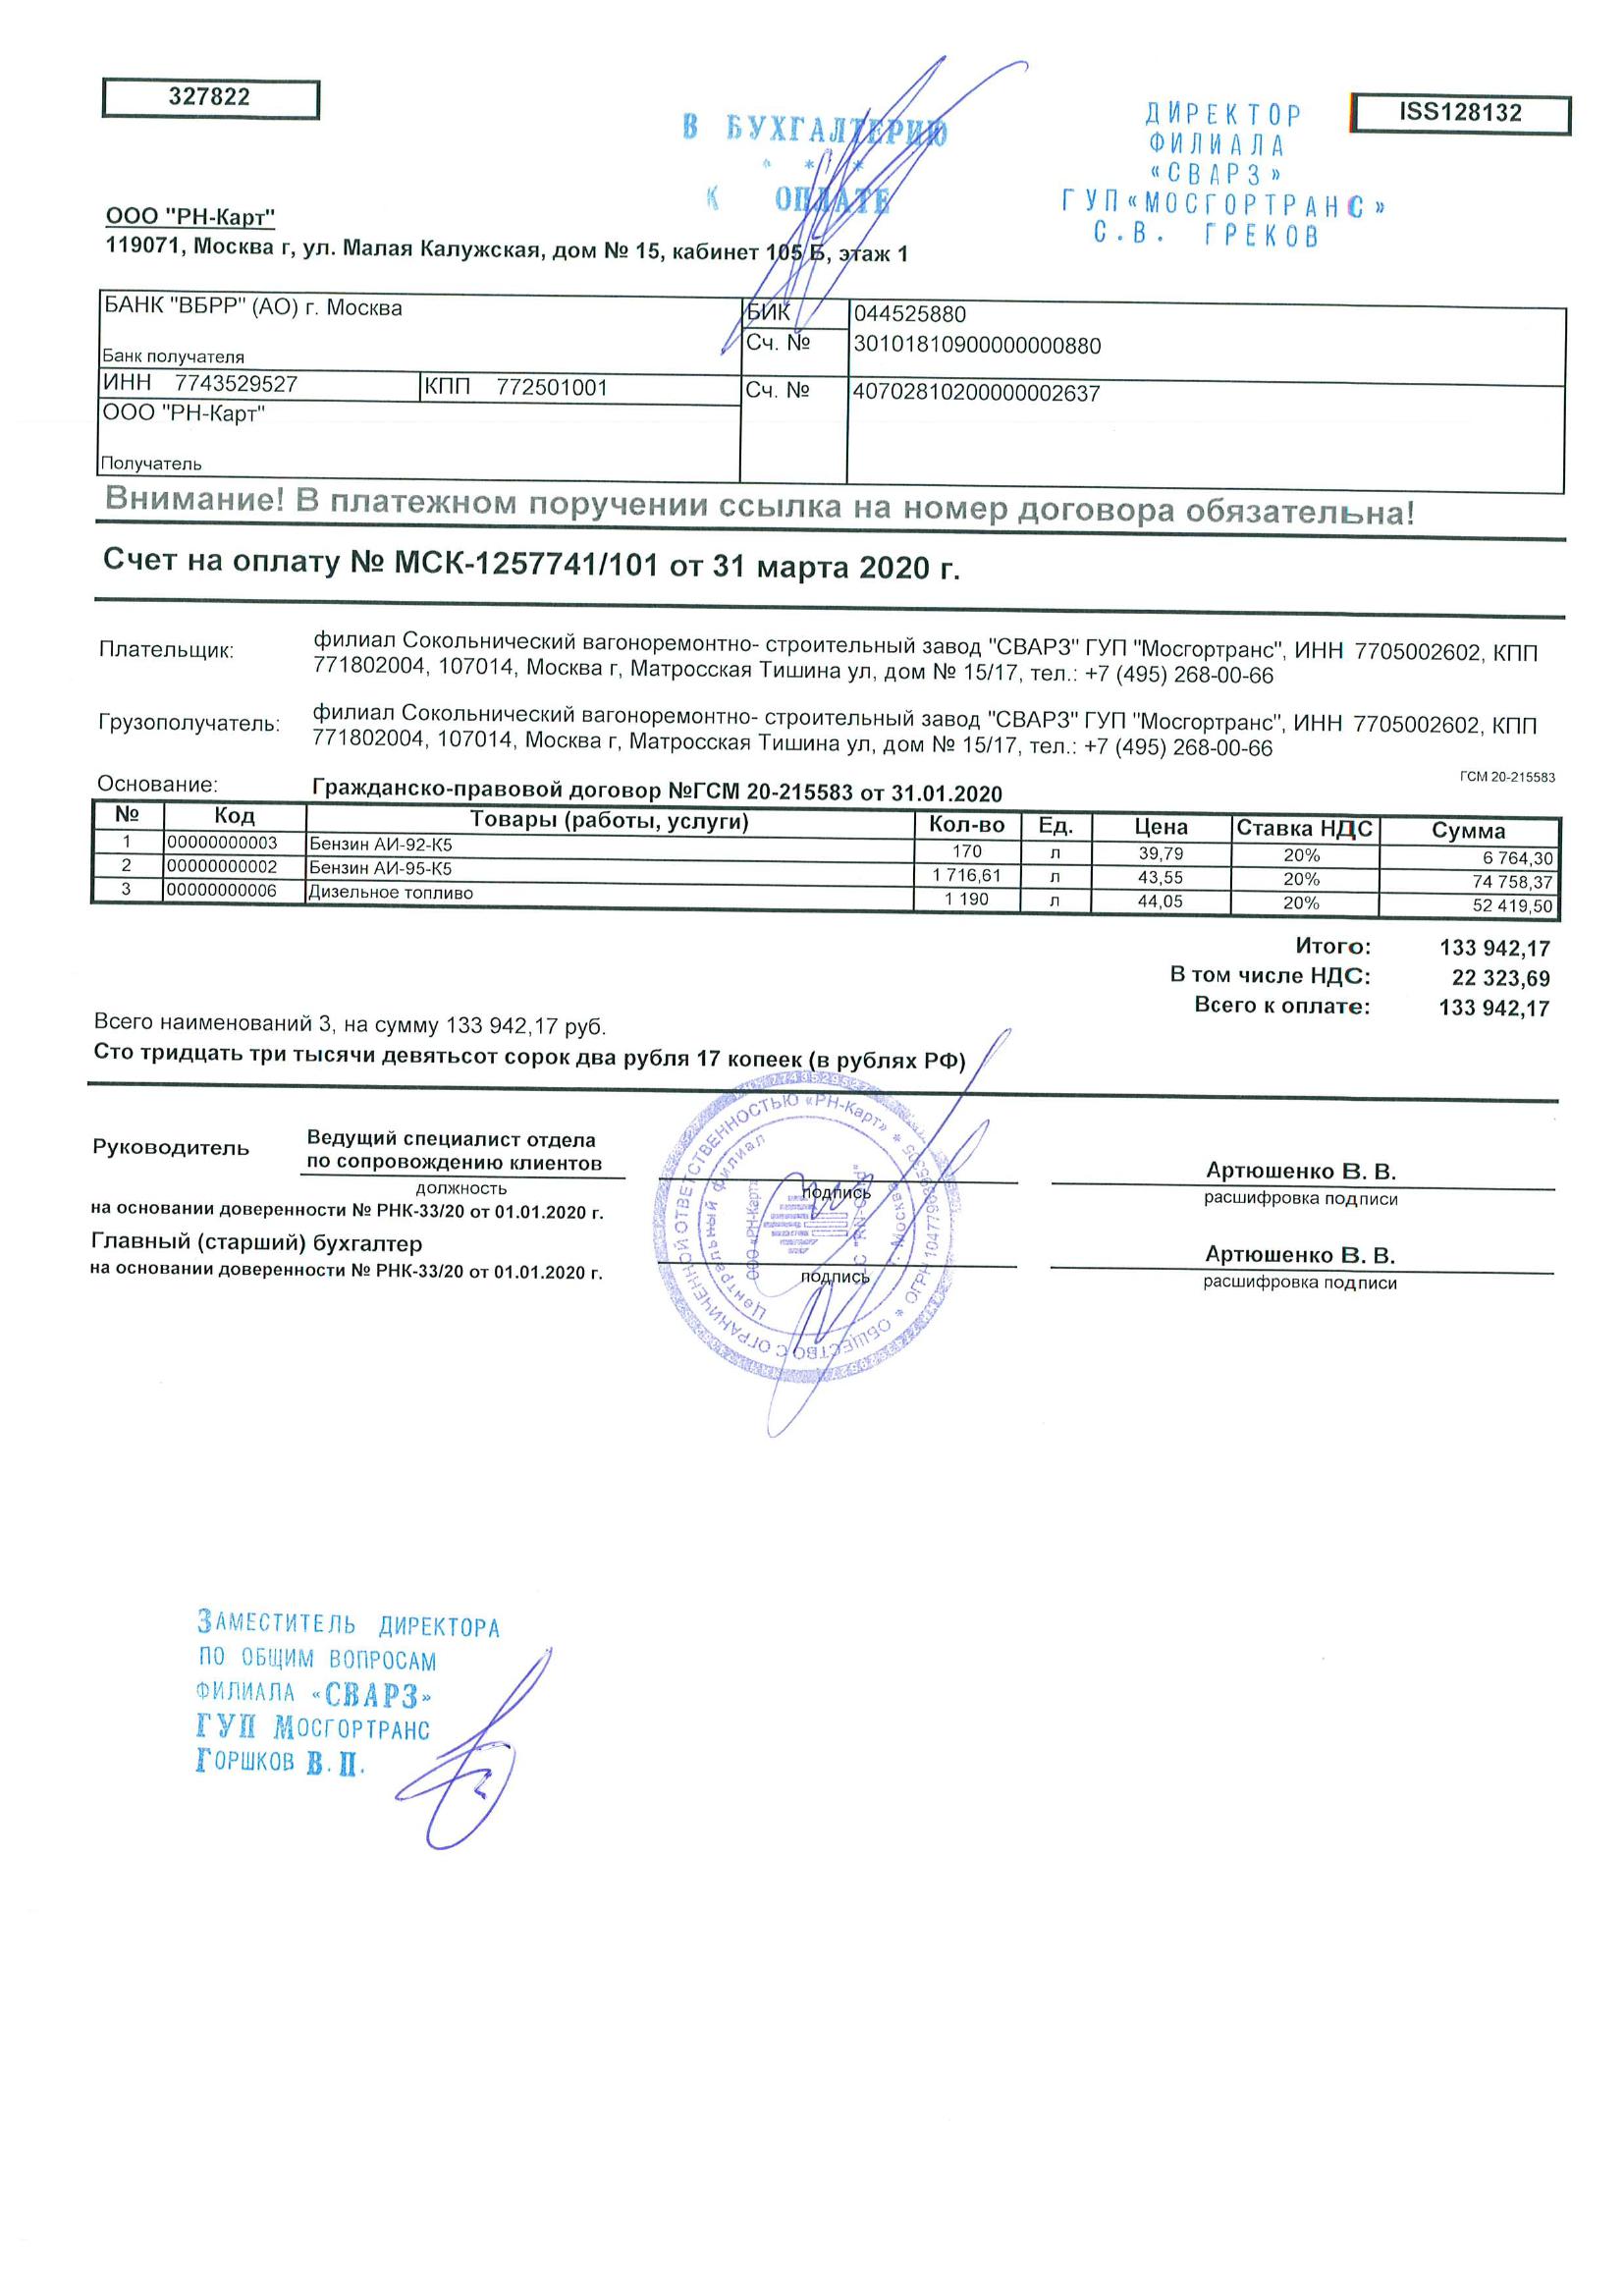 327822
ISS128132
В БУХГАЛТЕРИЮ
* * *
К ОПЛАТЕ
ДИРЕКТОР
ФИЛИАЛА
«СВАРЗ»
ГУП«МОСГОРТРАНС»
С.В. ГРЕКОВ
ООО "РН-Карт"
119071, Москва г, ул. Малая Калужская, дом № 15, кабинет 105 Б, этаж 1
БАНК "ВБРР" (АО) г. Москва БИК 044525880
Сч. № 30101810900000000880
Банк получателя
ИНН 7743529527 КПП 772501001 Сч. № 40702810200000002637
ООО "РН-Карт"
Получатель
Внимание! В платежном поручении ссылка на номер договора обязательна!
Счет на оплату № МСК-1257741/101 от 31 марта 2020 г.
Плательщик: филиал Сокольнический вагоноремонтно- строительный завод "СВАРЗ" ГУП "Мосгортранс", ИНН 7705002602, КПП
771802004, 107014, Москва г, Матросская Тишина ул, дом № 15/17, тел.: +7 (495) 268-00-66
Грузополучатель: филиал Сокольнический вагоноремонтно- строительный завод "СВАРЗ" ГУП "Мосгортранс", ИНН 7705002602, КПП
771802004, 107014, Москва г, Матросская Тишина ул, дом № 15/17, тел.: +7 (495) 268-00-66
ГСМ 20-215583
Основание: Гражданско-правовой договор №ГСМ 20-215583 от 31.01.2020
№ Код Товары (работы, услуги) Кол-во Ед. Цена Ставка НДС Сумма
1 00000000003 Бензин АИ-92-К5 170 л 39,79 20% 6 764,30
2 00000000002 Бензин АИ-95-К5 1 716,61 л 43,55 20% 74 758,37
3 00000000006 Дизельное топливо 1 190 л 44,05 20% 52 419,50
Итого: 133 942,17
В том числе НДС: 22 323,69
Всего к оплате: 133 942,17
Всего наименований 3, на сумму 133 942,17 руб.
Сто тридцать три тысячи девятьсот сорок два рубля 17 копеек (в рублях РФ)
Руководитель Ведущий специалист отдела
по сопровождению клиентов Артюшенко В. В.
должность подпись расшифровка подписи
на основании доверенности № РНК-33/20 от 01.01.2020 г.
Главный (старший) бухгалтер Артюшенко В. В.
на основании доверенности № РНК-33/20 от 01.01.2020 г. подпись расшифровка подписи
ОБЩЕСТВО С ОГРАНИЧЕННОЙ ОТВЕТСТВЕННОСТЬЮ «РН-Карт»
Центральный филиал
г. Москва
ООО «РН-Карт»
ЗАМЕСТИТЕЛЬ ДИРЕКТОРА
ПО ОБЩИМ ВОПРОСАМ
ФИЛИАЛА «СВАРЗ»
ГУП МОСГОРТРАНС
ГОРШКОВ В.П.